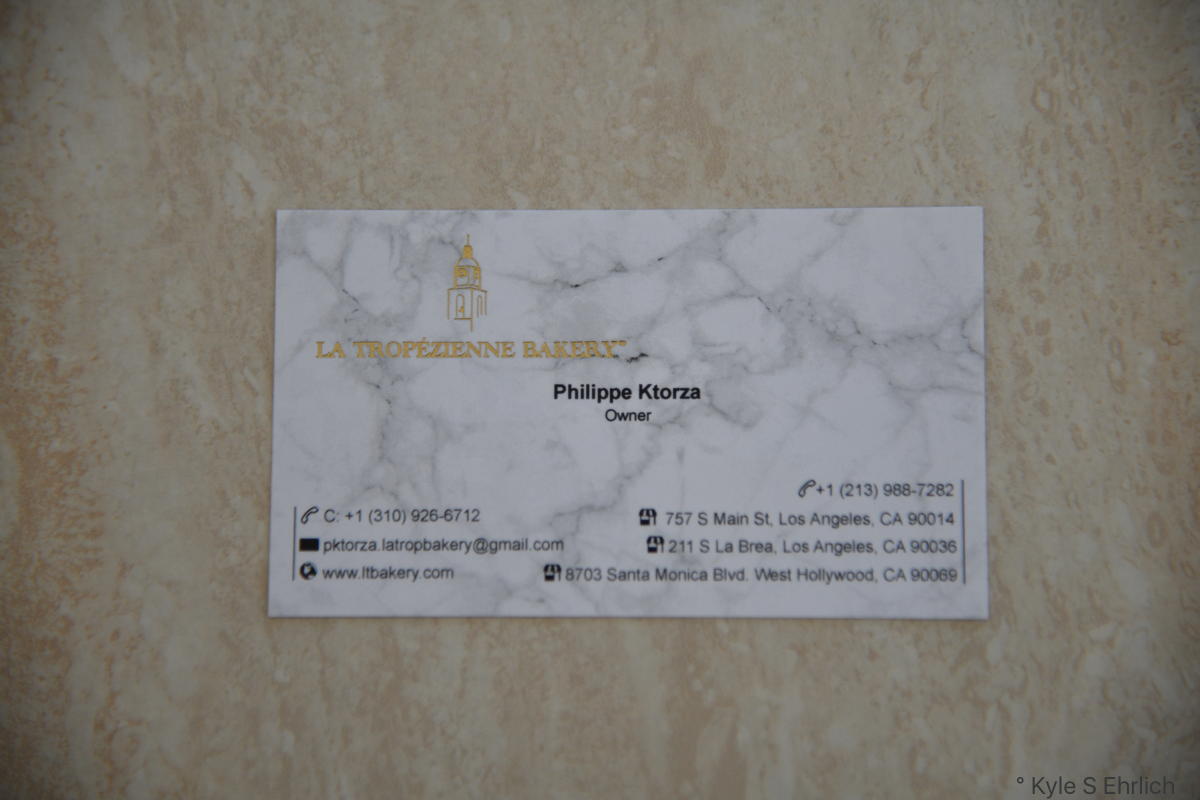 LA TROPÉZIENNE BAKERY
Philippe Ktorza
Owner
C: +1 (310) 926-6712
pktorza.latropbakery@gmail.com
www.ltbakery.com
+1 (213) 988-7282
757 S Main St, Los Angeles, CA 90014
211 S La Brea, Los Angeles, CA 90036
8703 Santa Monica Blvd. West Hollywood, CA 90069
° Kyle S Ehrlich